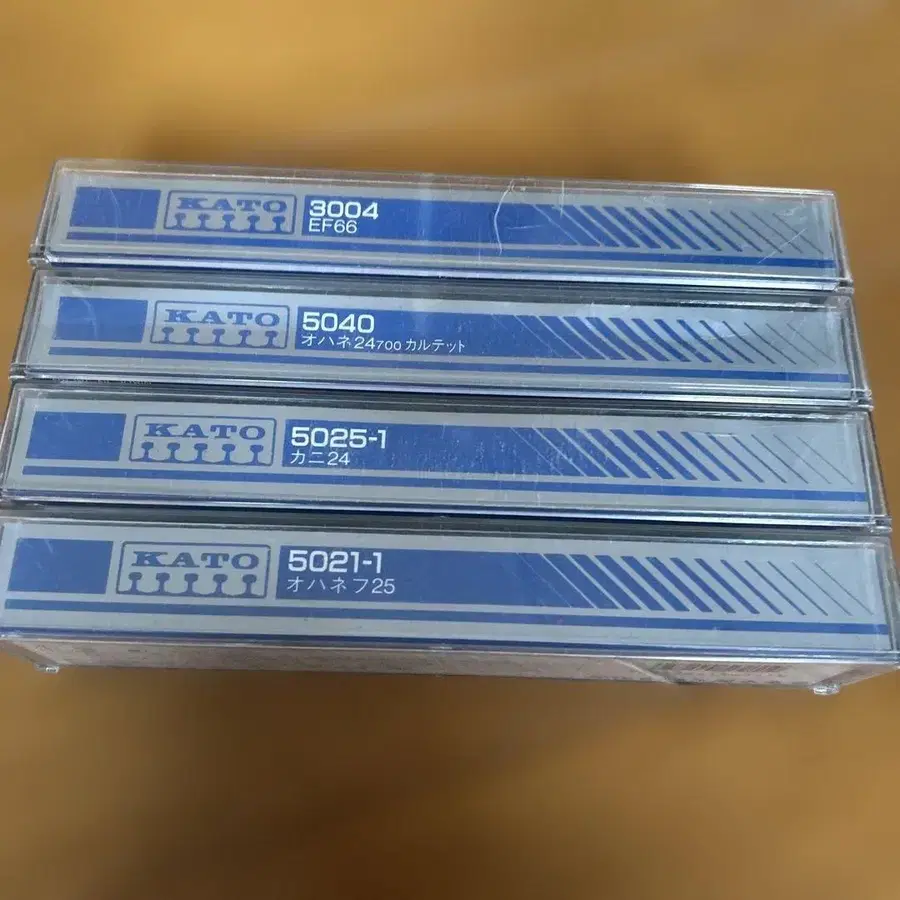 KATO
3004
EF66
KATO
5040
オハネ24700 カルテット
KATO
5025-1
カニ24
KATO
5021-1
オハネフ25